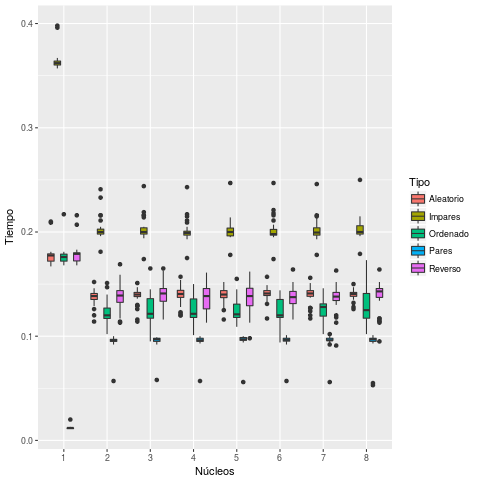 0.4
0.3
0.2
0.1
0.0
Tiempo
1 2 3 4 5 6 7 8
Núcleos
Tipo
Aleatorio
Impares
Ordenado
Pares
Reverso